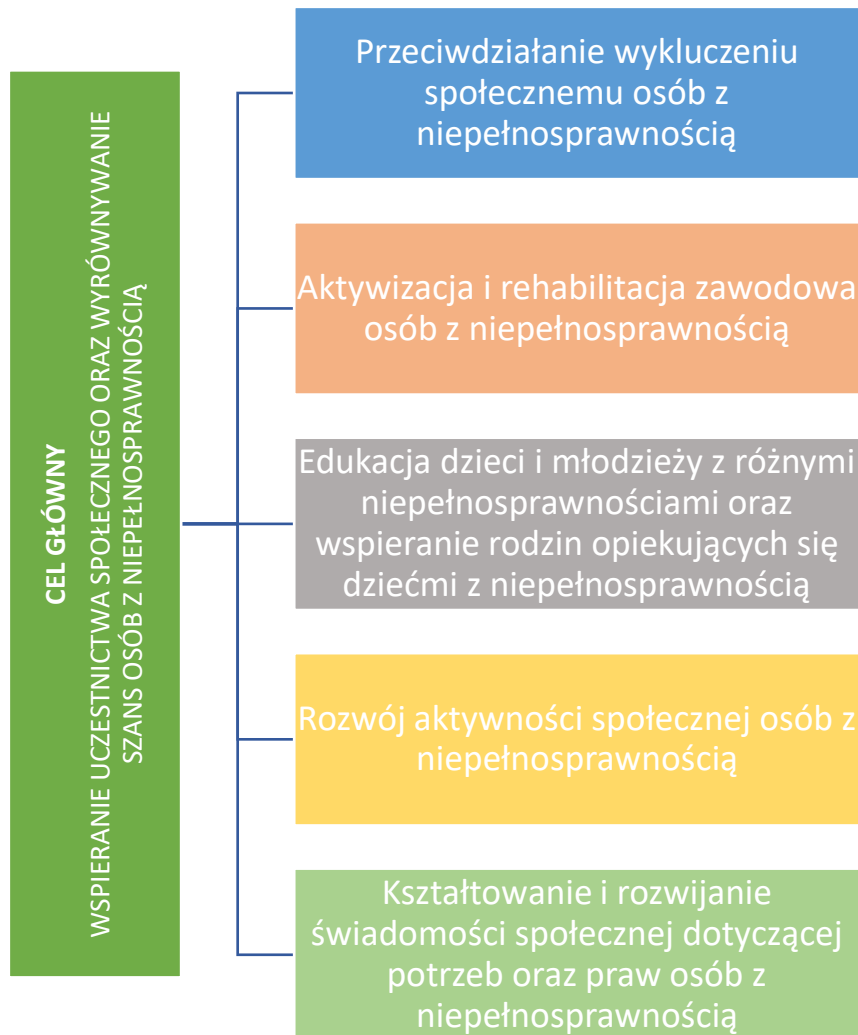 CEL GŁÓWNY
WSPIERANIE UCZESTNICTWA SPOŁECZNEGO ORAZ WYRÓWNYWANIE
SZANS OSÓB Z NIEPEŁNOSPRAWNOŚCIĄ
Przeciwdziałanie wykluczeniu
społecznemu osób z
niepełnosprawnością
Aktywizacja i rehabilitacja zawodowa
osób z niepełnosprawnością
Edukacja dzieci i młodzieży z różnymi
niepełnosprawnościami oraz
wspieranie rodzin opiekujących się
dziećmi z niepełnosprawnością
Rozwój aktywności społecznej osób z
niepełnosprawnością
Kształtowanie i rozwijanie
świadomości społecznej dotyczącej
potrzeb oraz praw osób z
niepełnosprawnością